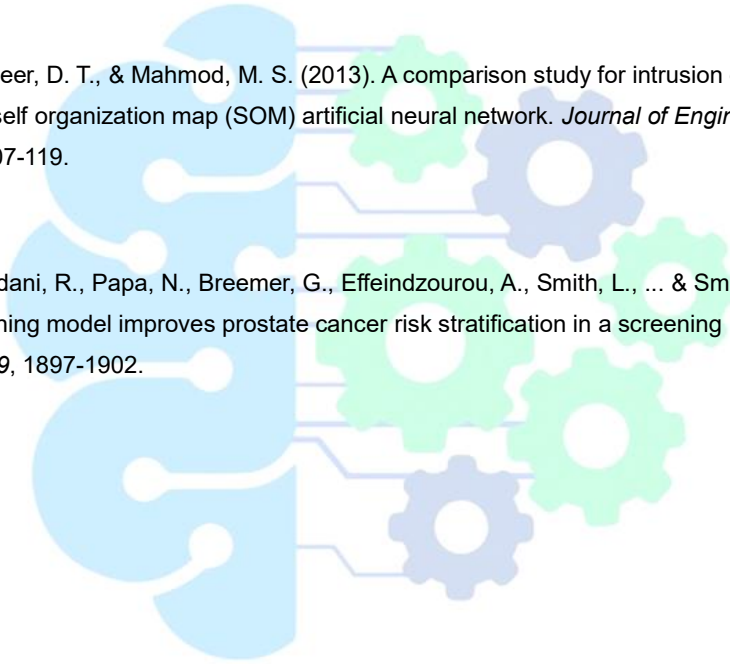 eer, D. T., & Mahmod, M. S. (2013). A comparison study for intrusion
self organization map (SOM) artificial neural network. Journal of Engin
07-119.
dani, R., Papa, N., Breemer, G., Effeindzourou, A., Smith, L., ... & Sm
ning model improves prostate cancer risk stratification in a screening
9, 1897-1902.